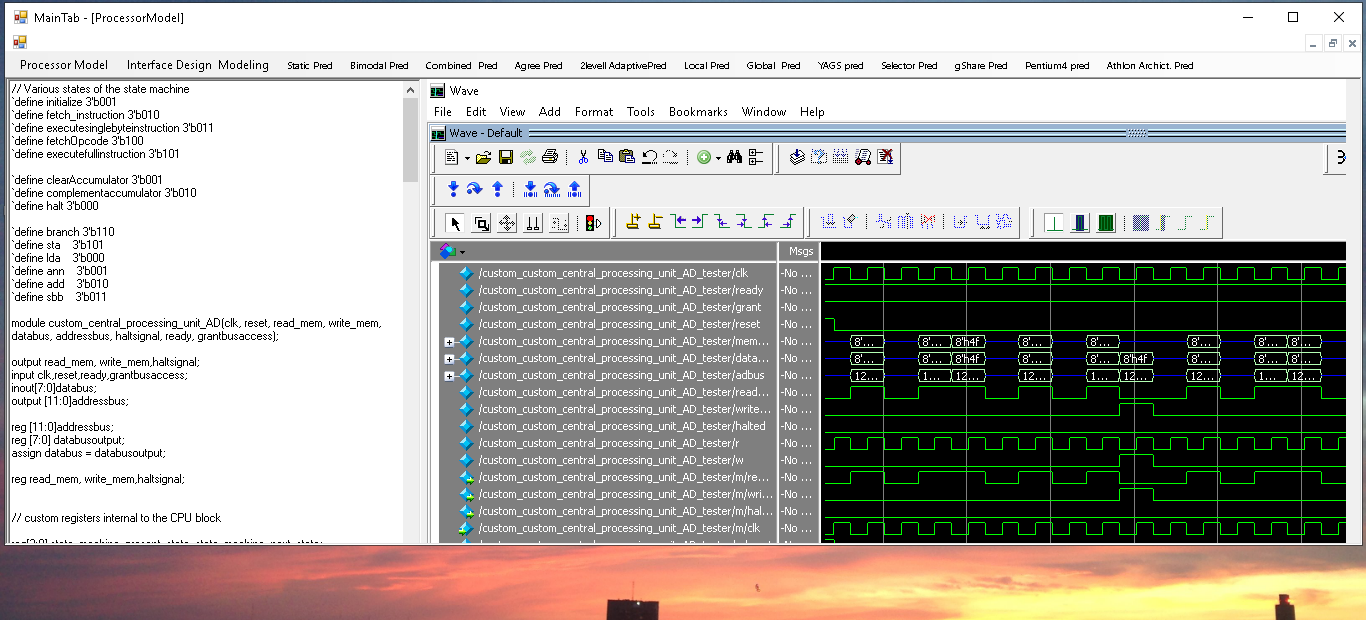 MainTab - [ProcessorModel]
Processor Model Interface Design Modeling Static Pred Bimodal Pred Combined Pred Agree Pred 2levell AdaptivePred Local Pred Global Pred YAGS pred Selector Pred gShare Pred Pentium4 pred Athlon Archict. Pred
// Various states of the state machine
`define initialize 3'b001
`define fetch_instruction 3'b010
`define executesinglebyteinstruction 3'b011
`define fetchOpcode 3'b100
`define executefullinstruction 3'b101
`define clearAccumulator 3'b001
`define complementaccumulator 3'b010
`define halt 3'b000
`define branch 3'b110
`define sta 3'b101
`define lda 3'b000
`define ann 3'b001
`define add 3'b010
`define sbb 3'b011
module custom_central_processing_unit_AD(clk, reset, read_mem, write_mem,
databus, addressbus, haltsignal, ready, grantbusaccess);
output read_mem, write_mem,haltsignal;
input clk,reset,ready,grantbusaccess;
inout[7:0]databus;
output [11:0]addressbus;
reg [11:0]addressbus;
reg [7:0] databusoutput;
assign databus = databusoutput;
reg read_mem, write_mem,haltsignal;
// custom registers internal to the CPU block
Wave
File Edit View Add Format Tools Bookmarks Window Help
Wave - Default
Msgs
/custom_custom_central_processing_unit_AD_tester/clk -No ...
/custom_custom_central_processing_unit_AD_tester/ready -No ...
/custom_custom_central_processing_unit_AD_tester/grant -No ...
/custom_custom_central_processing_unit_AD_tester/reset -No ...
/custom_custom_central_processing_unit_AD_tester/mem... -No ... 8'... 8'... 8'h4f 8'... 8'... 8'... 8'... 8'...
/custom_custom_central_processing_unit_AD_tester/data... -No ... 8'... 8'... 8'h4f 8'... 8'... 8'h4f 8'... 8'... 8'...
/custom_custom_central_processing_unit_AD_tester/adbus -No ... 12... 1... 12... 12... 1... 12... 12... 1... 12...
/custom_custom_central_processing_unit_AD_tester/read... -No ...
/custom_custom_central_processing_unit_AD_tester/write... -No ...
/custom_custom_central_processing_unit_AD_tester/halted -No ...
/custom_custom_central_processing_unit_AD_tester/r -No ...
/custom_custom_central_processing_unit_AD_tester/w -No ...
/custom_custom_central_processing_unit_AD_tester/m/re... -No ...
/custom_custom_central_processing_unit_AD_tester/m/wri... -No ...
/custom_custom_central_processing_unit_AD_tester/m/hal... -No ...
/custom_custom_central_processing_unit_AD_tester/m/clk -No ...